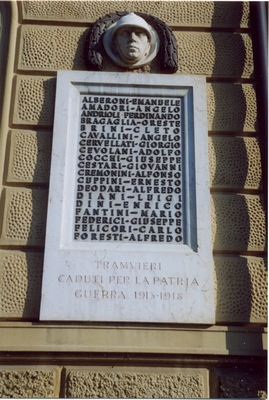 ALBERONI-EMANUELE
AMADORI-ANGELO
ANDRIOLI FERDINANDO
BRAGAGLIA-ORESTE
BRINI-CLETO
CAVALLINI-ANGELO
CERVELLATI-GIORGIO
CEVOLANI-ADOLFO
COCCHI-GIUSEPPE
CESTARI-GIOVANNI
CREMONINI-ALFONSO
CUPPINI-ERNESTO
DEODARI-ALFREDO
DIANI-LUIGI
DINI-ENRICO
FANTINI-MARIO
FEDERICI-GIUSEPPE
FELICORI-CARLO
FORESTI-ALFREDO
TRAMVIERI
CADUTI PER LA PATRIA
GUERRA 1915-1918